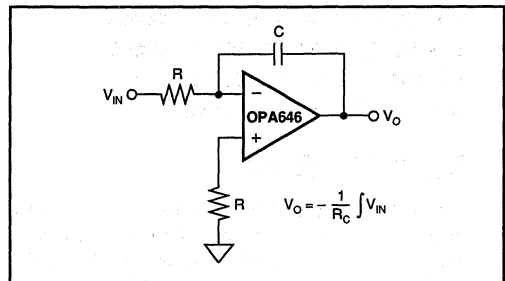 C
R
V_IN
−
OPA646
V_O
+
R
V_O = − 1/R_C ∫ V_IN